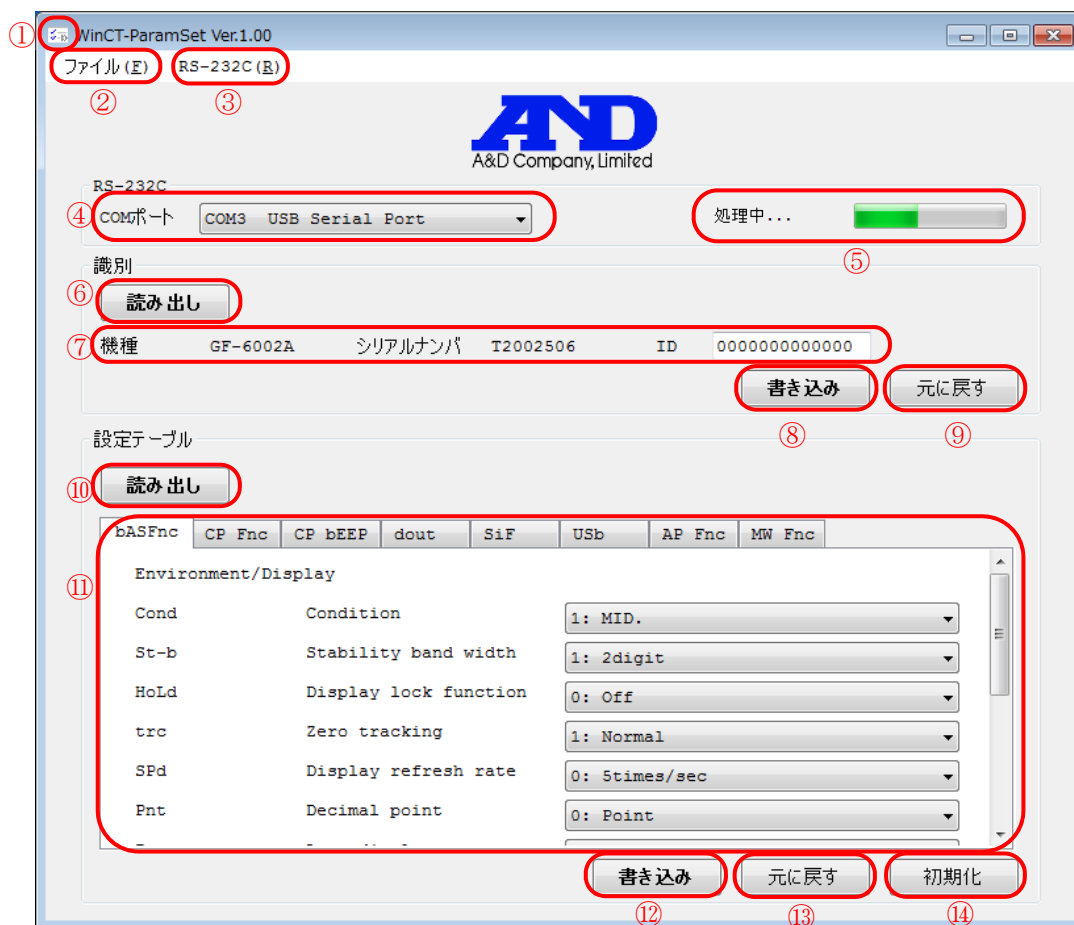 ① WinCT-ParamSet Ver.1.00
ファイル(F) RS-232C(R)
② ③
AND
A&D Company, Limited
RS-232C
④ COMポート COM3 USB Serial Port 処理中...
⑤
識別
⑥ 読み出し
⑦ 機種 GF-6002A シリアルナンバ T2002506 ID 0000000000000
書き込み 元に戻す
⑧ ⑨
設定テーブル
⑩ 読み出し
bASFnc CP Fnc CP bEEP dout SiF USb AP Fnc MW Fnc
⑪ Environment/Display
Cond Condition 1: MID.
St-b Stability band width 1: 2digit
HoLd Display lock function 0: Off
trc Zero tracking 1: Normal
SPd Display refresh rate 0: 5times/sec
Pnt Decimal point 0: Point
書き込み 元に戻す 初期化
⑫ ⑬ ⑭